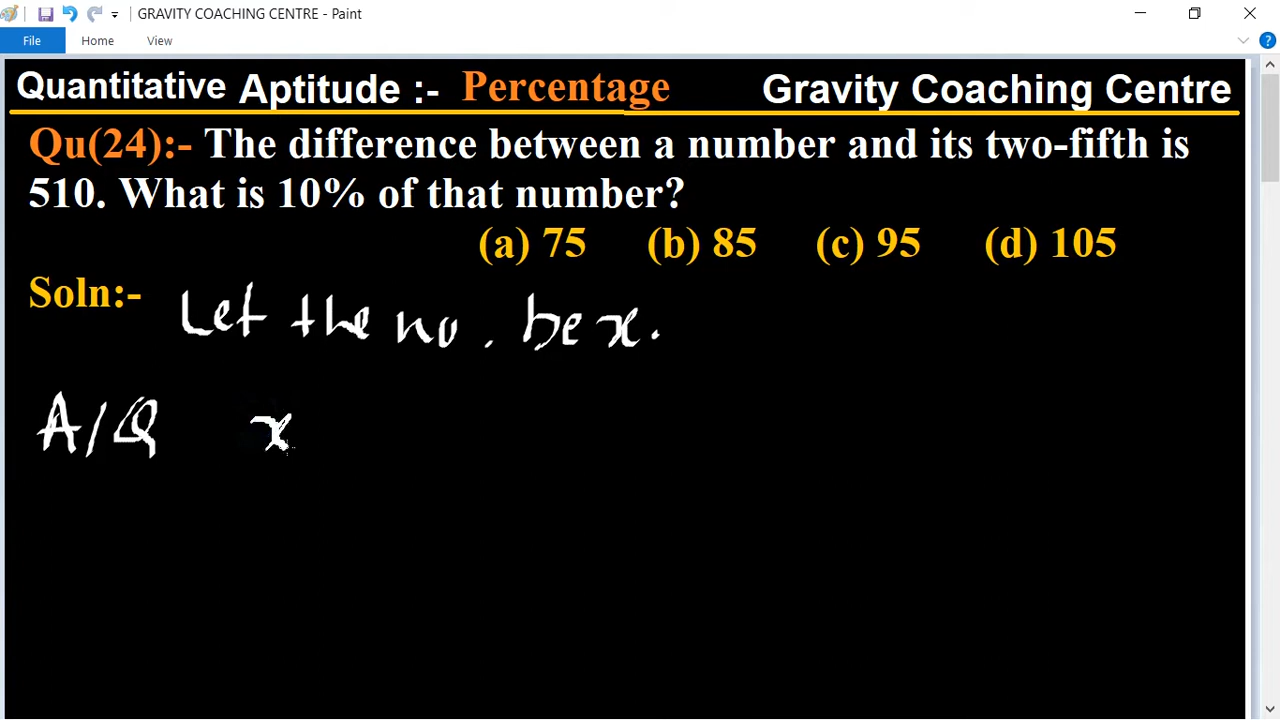 GRAVITY COACHING CENTRE - Paint
File Home View
Quantitative Aptitude :- Percentage Gravity Coaching Centre
Qu(24):- The difference between a number and its two-fifth is
510. What is 10% of that number?
(a) 75 (b) 85 (c) 95 (d) 105
Soln:- Let the no. be x.
A/Q x